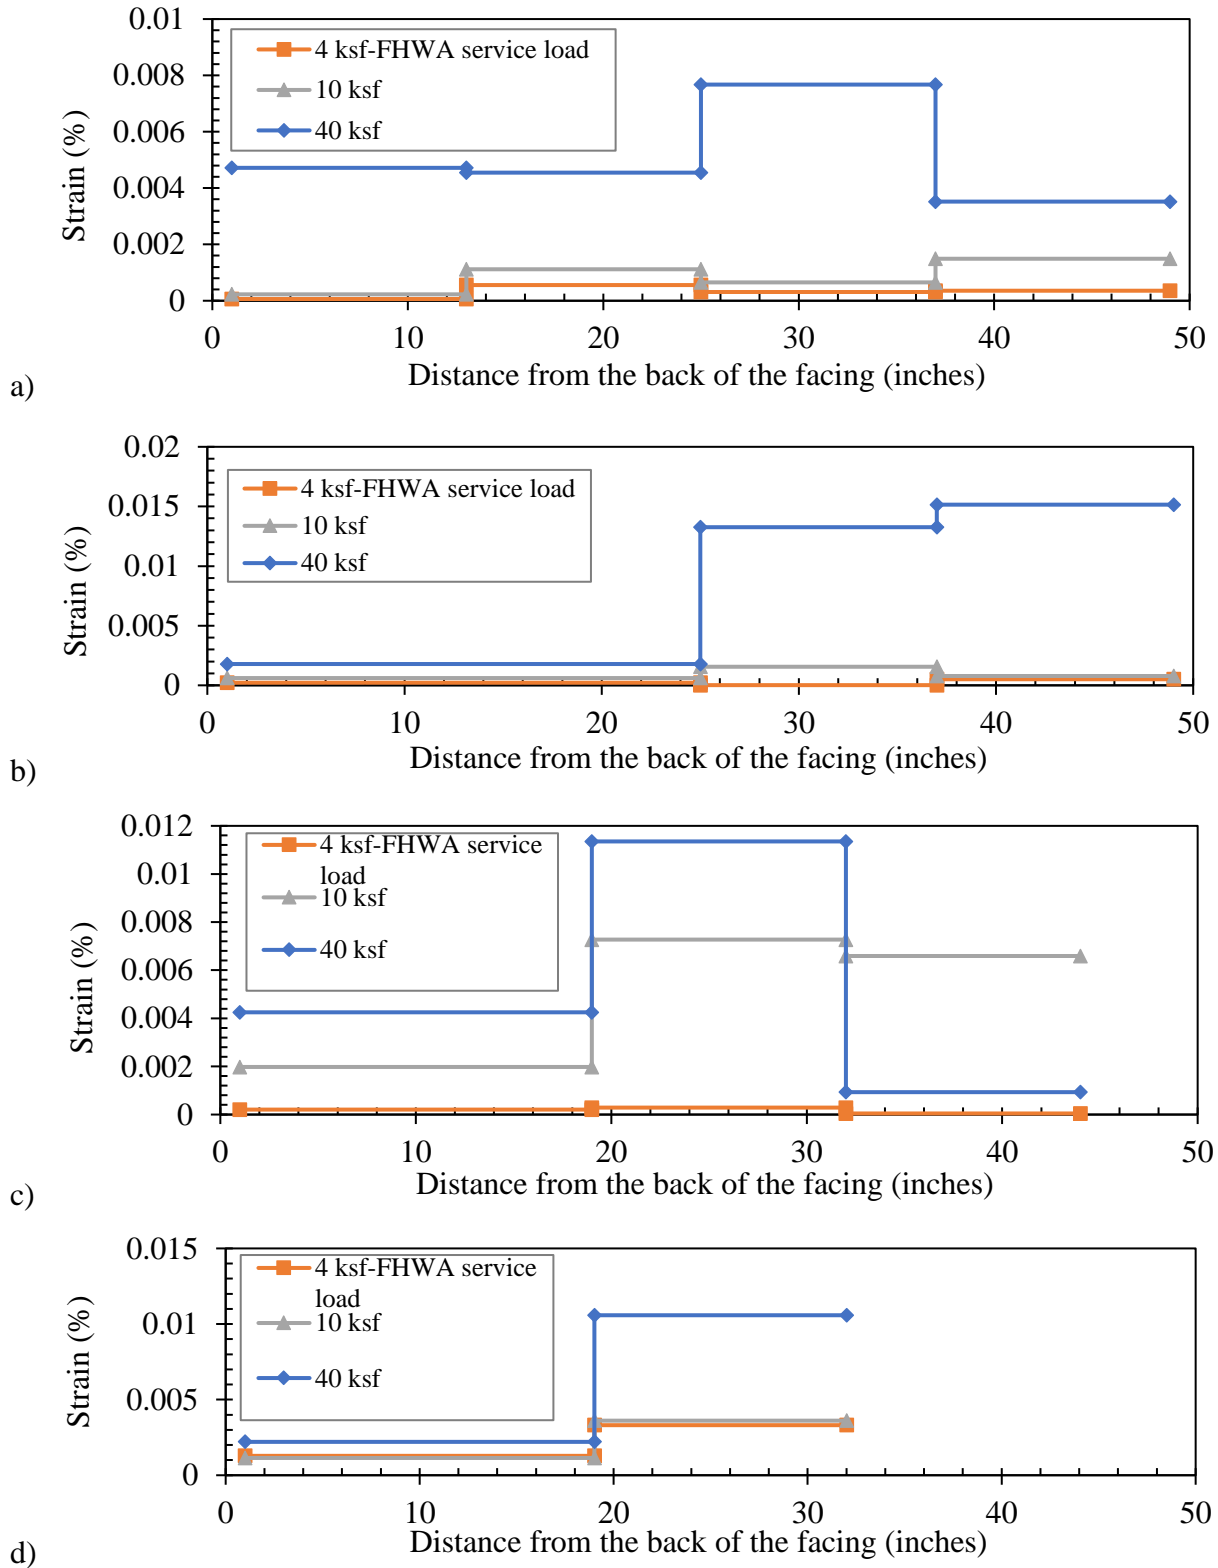 0.01
0.008
0.006
0.004
0.002
0
Strain (%)
4 ksf-FHWA service load
10 ksf
40 ksf
0 10 20 30 40 50
Distance from the back of the facing (inches)
a)
0.02
0.015
0.01
0.005
0
Strain (%)
4 ksf-FHWA service load
10 ksf
40 ksf
0 10 20 30 40 50
Distance from the back of the facing (inches)
b)
0.012
0.01
0.008
0.006
0.004
0.002
0
Strain (%)
4 ksf-FHWA service
load
10 ksf
40 ksf
0 10 20 30 40 50
Distance from the back of the facing (inches)
c)
0.015
0.01
0.005
0
Strain (%)
4 ksf-FHWA service
load
10 ksf
40 ksf
0 10 20 30 40 50
Distance from the back of the facing (inches)
d)